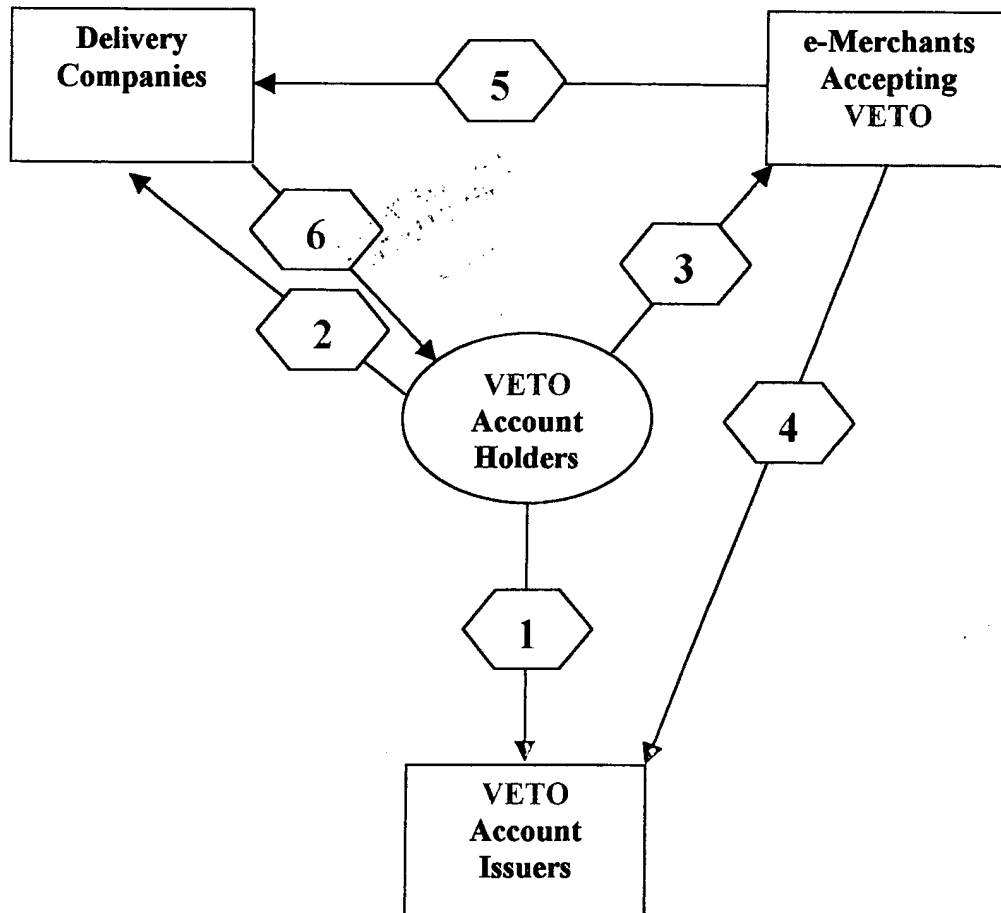 Delivery
Companies
e-Merchants
Accepting
VETO
5
6
3
2
VETO
Account
Holders
4
1
VETO
Account
Issuers